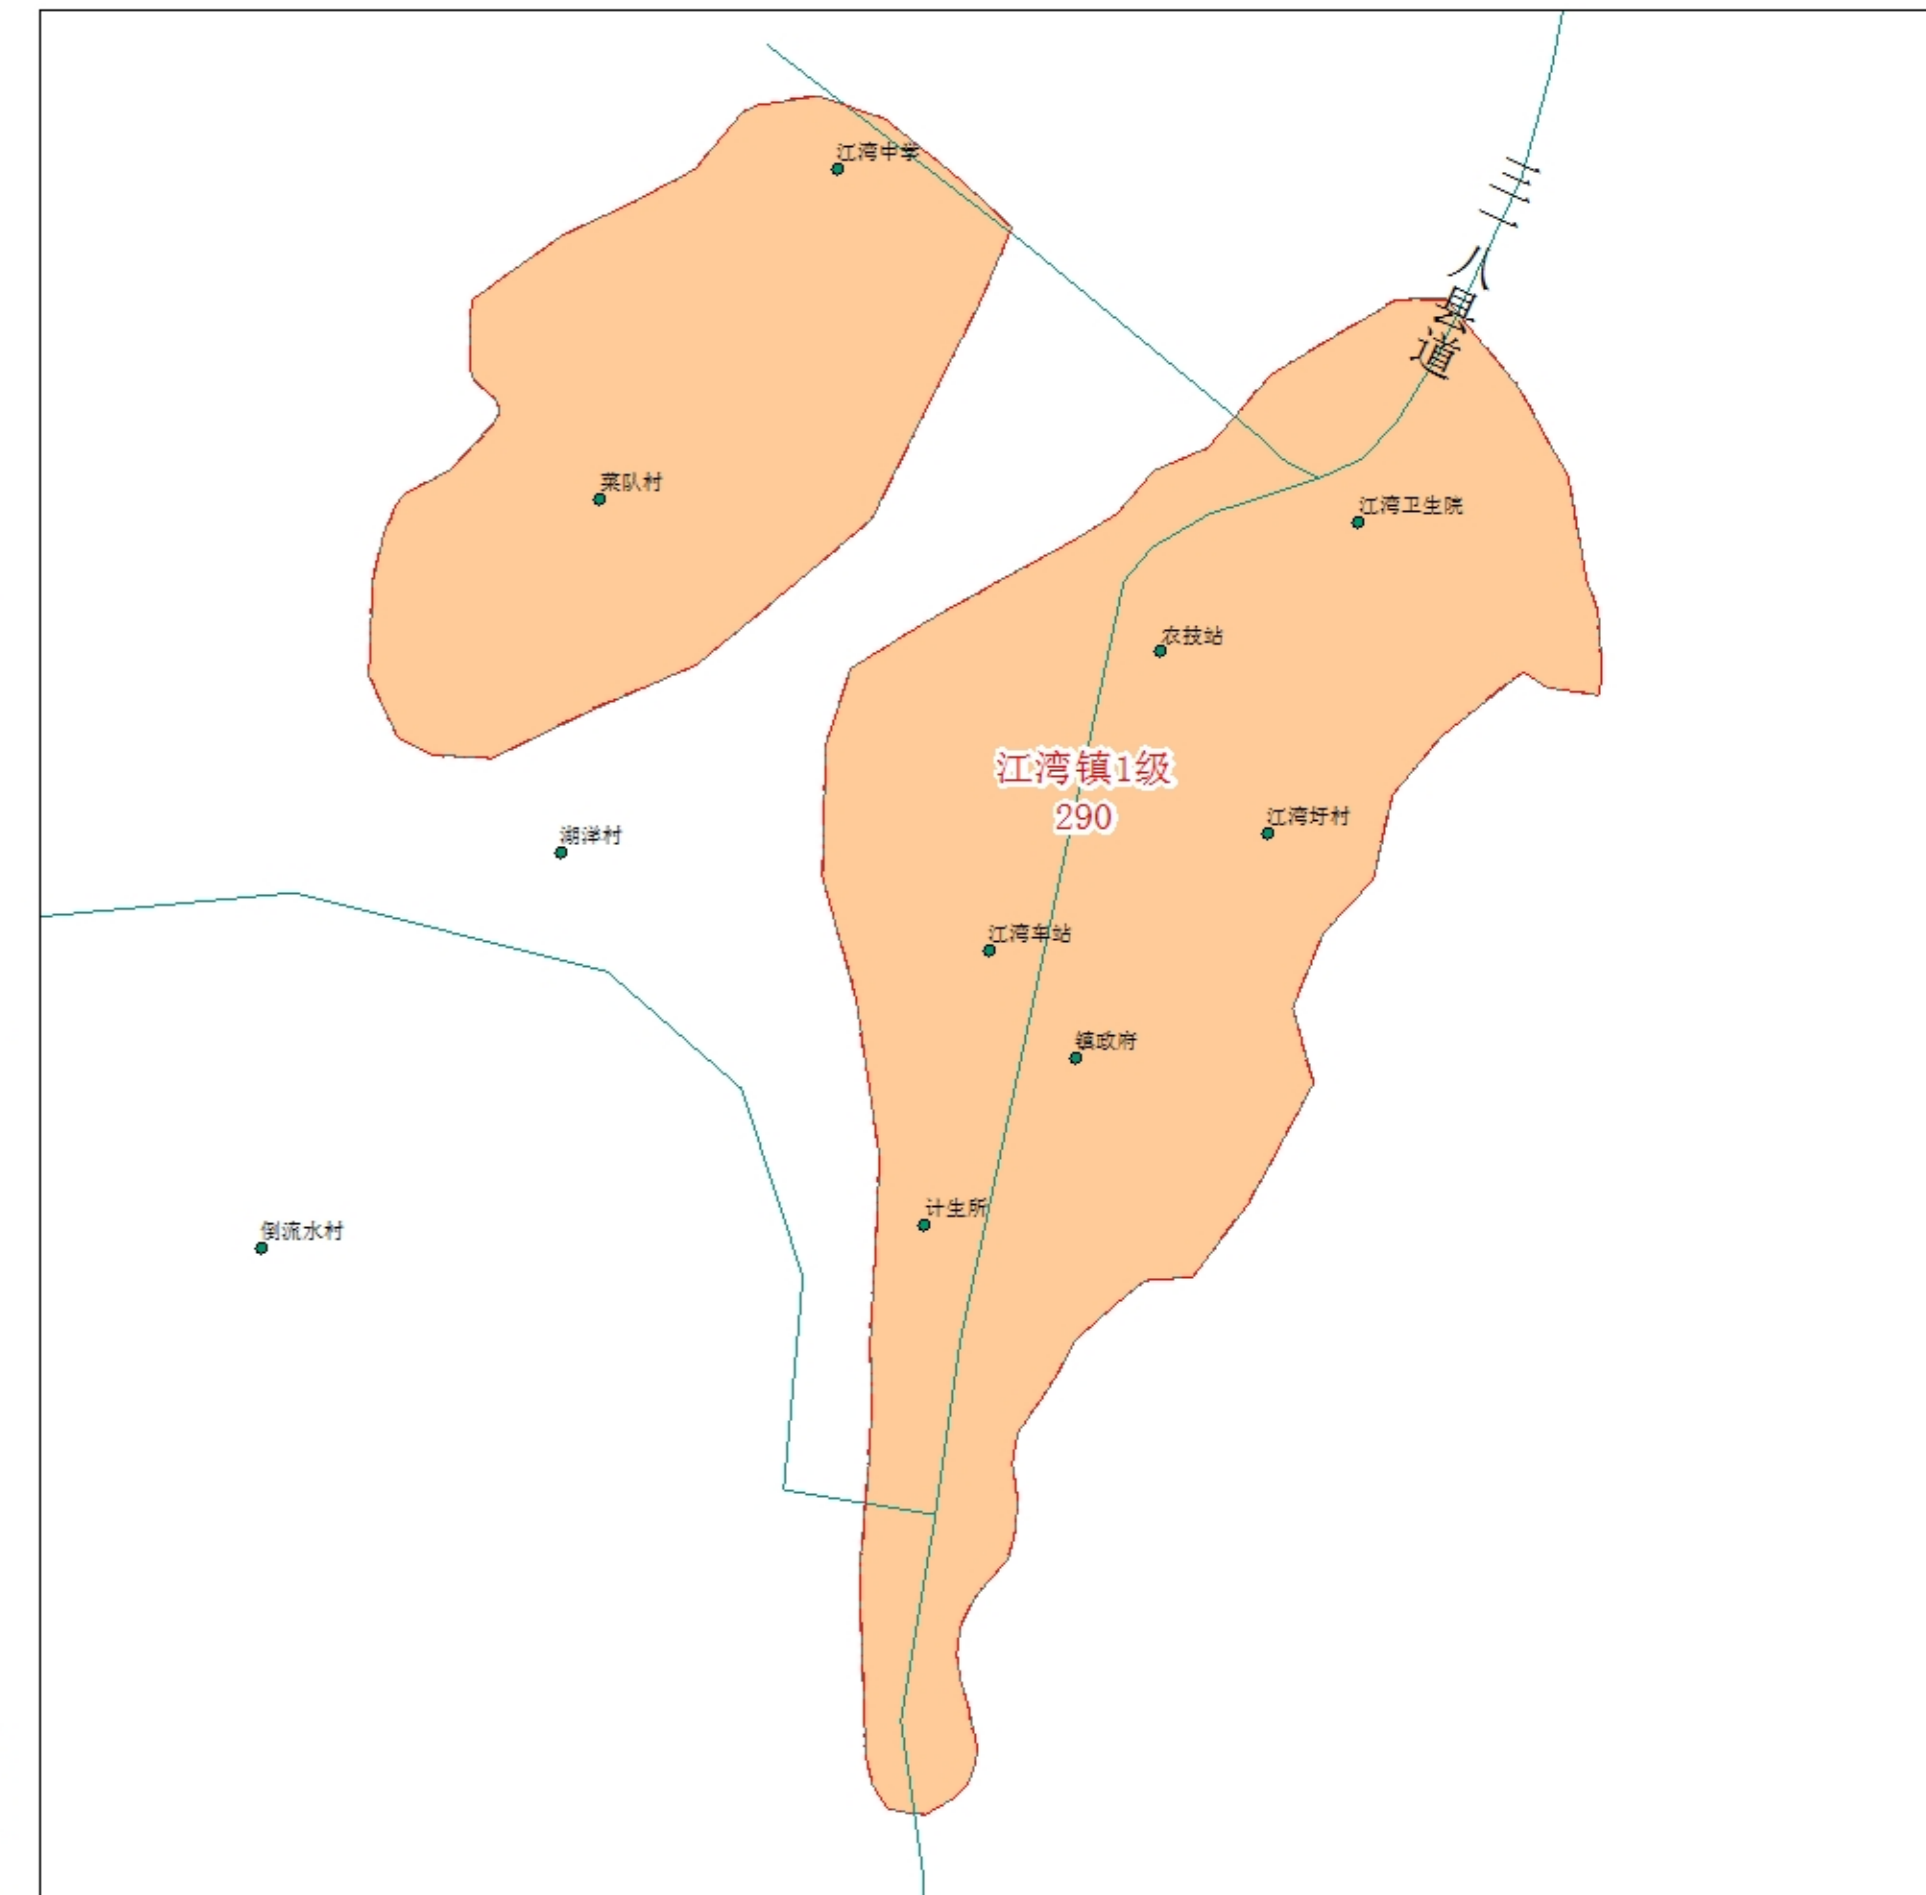 江湾中学
三一八县道
菜队村
江湾卫生院
农技站
江湾镇1级
290
江湾圩村
湖洋村
江湾车站
镇政府
计生所
倒流水村